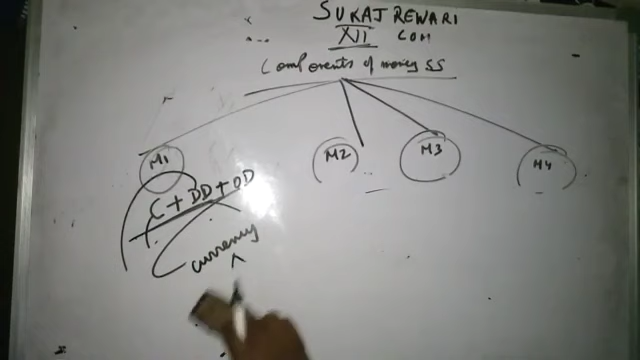 SURAJ REWARI
XII COM
Components of money SS
M1 M2 M3 M4
C + DD + OD
currency